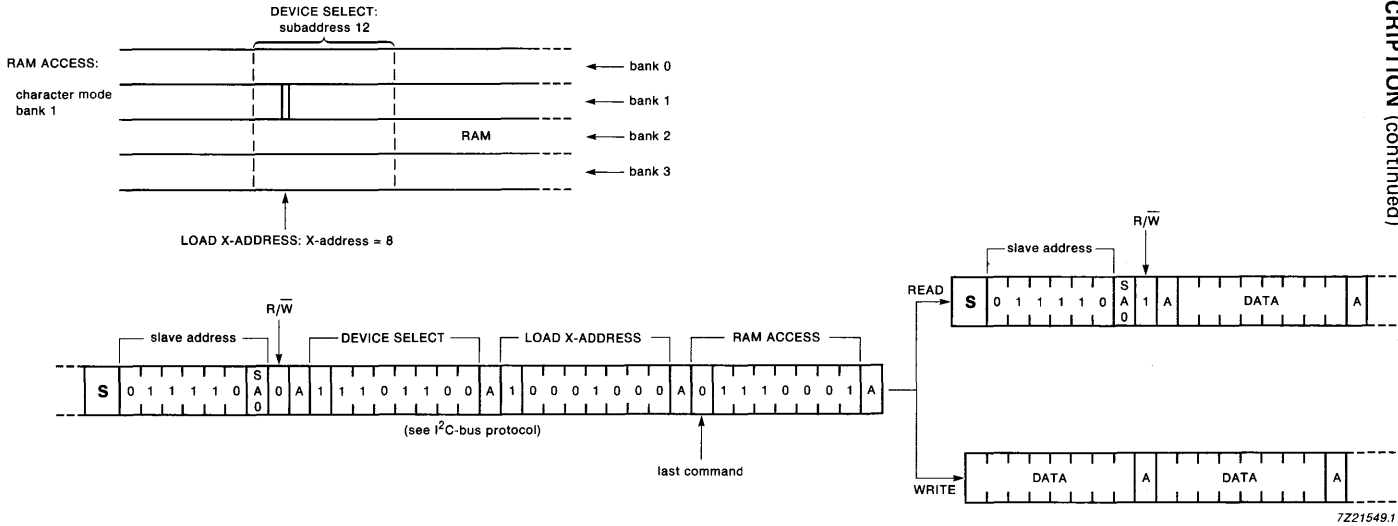 CRIPTION (continued)
DEVICE SELECT:
subaddress 12
RAM ACCESS:
character mode
bank 1
bank 0
bank 1
RAM
bank 2
bank 3
LOAD X-ADDRESS: X-address = 8
R/W̅
slave address
READ
S 0 1 1 1 1 0 SA0 1 A DATA A
R/W̅
slave address DEVICE SELECT LOAD X-ADDRESS RAM ACCESS
S 0 1 1 1 1 0 SA0 0 A 1 1 1 0 1 1 0 0 A 1 0 0 0 1 0 0 0 A 0 1 1 1 0 0 0 1 A
(see I²C-bus protocol)
last command
WRITE
DATA A DATA A
7Z21549.1